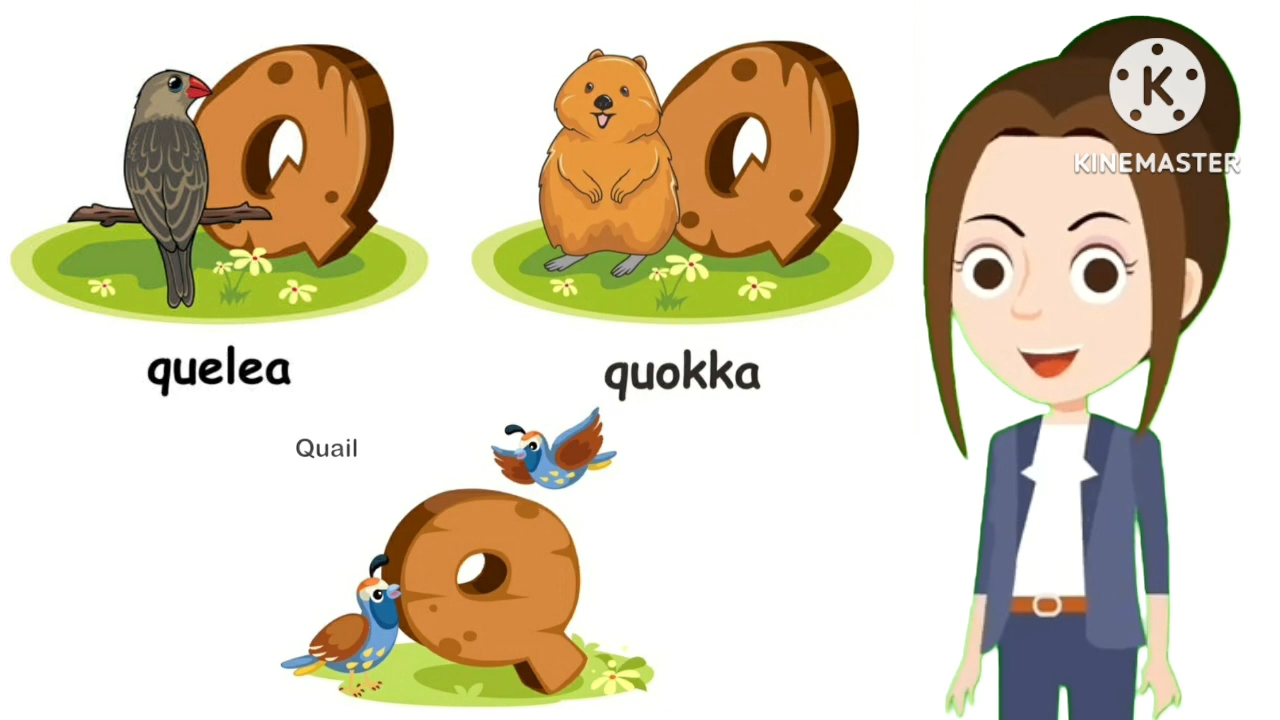 Q
Q
K
KINEMASTER
quelea
quokka
Quail
Q